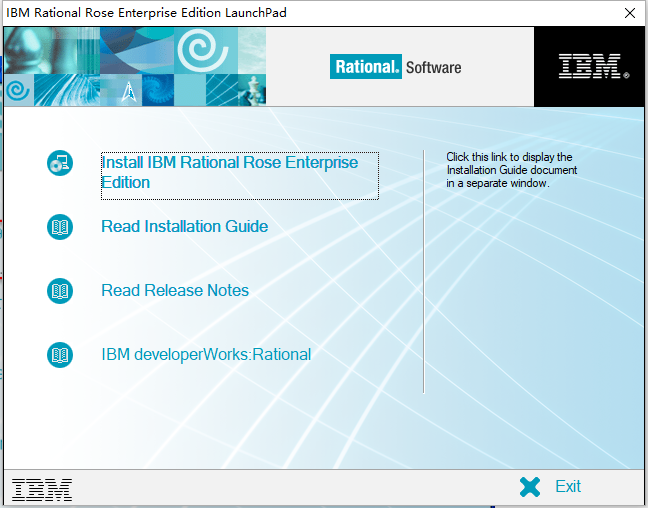 IBM Rational Rose Enterprise Edition LaunchPad
Rational. Software
IBM®
Install IBM Rational Rose Enterprise
Edition
Click this link to display the
Installation Guide document
in a separate window.
Read Installation Guide
Read Release Notes
IBM developerWorks:Rational
IBM
Exit